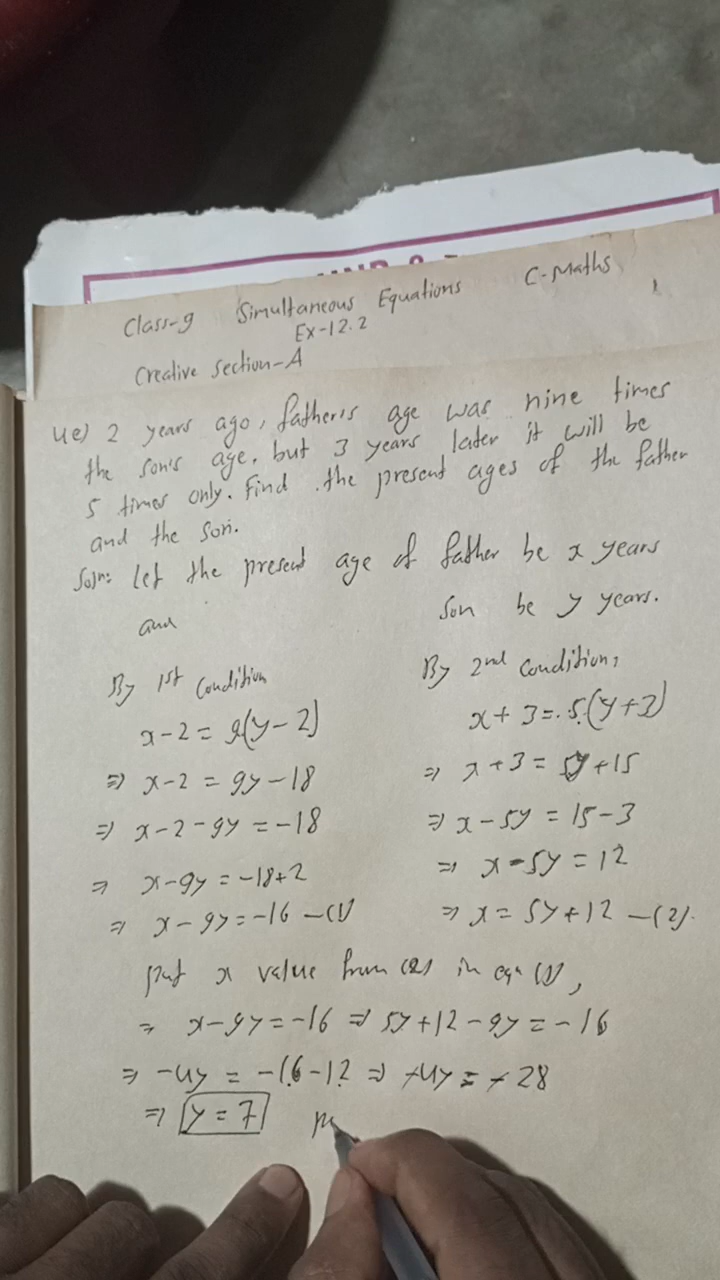 Class-9 Simultaneous Equations C-Maths
Ex-12.2
Creative Section-A
4e) 2 years ago, father's age was nine times
the son's age, but 3 years later it will be
5 times only. Find the present ages of the father
and the son.
Soln: Let the present age of father be x years
and son be y years.
By 1st Condition
x-2 = 9(y-2)
⇒ x-2 = 9y-18
⇒ x-2-9y = -18
⇒ x-9y = -18+2
⇒ x-9y = -16 -(1)
By 2nd Condition,
x+3 = 5(y+3)
⇒ x+3 = 5y+15
⇒ x-5y = 15-3
⇒ x-5y = 12
⇒ x = 5y+12 -(2).
put x value from (2) in eqn (1),
⇒ x-9y = -16 ⇒ 5y+12-9y = -16
⇒ -4y = -16-12 ⇒ -4y = -28
⇒ y = 7